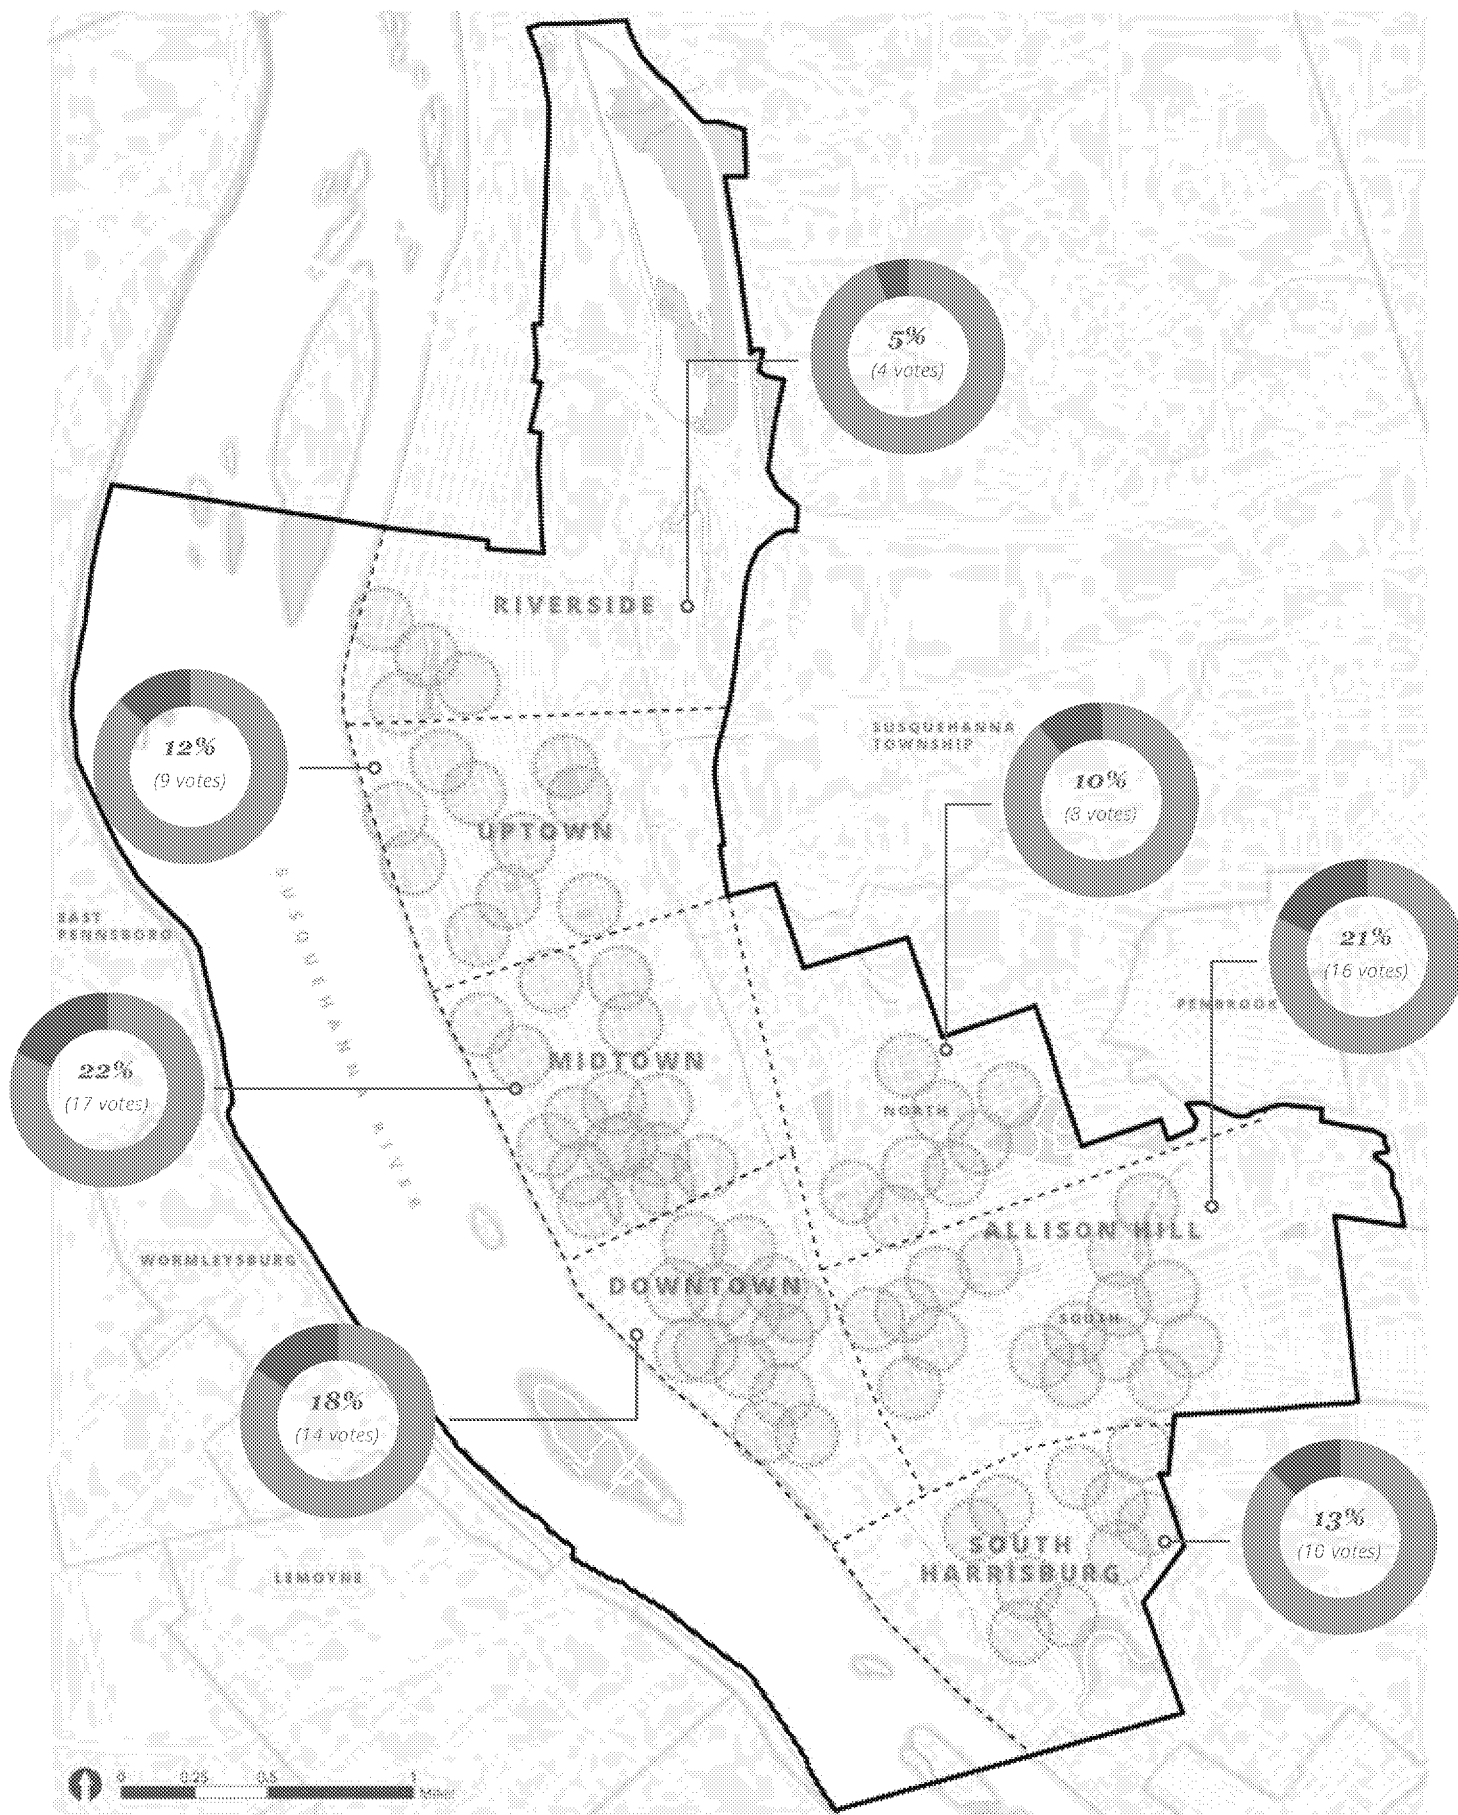 5%
(4 votes)
RIVERSIDE
SUSQUEHANNA
TOWNSHIP
12%
(9 votes)
10%
(8 votes)
UPTOWN
EAST
PENNSBORO
21%
(16 votes)
PENBROOK
SUSQUEHANNA RIVER
22%
(17 votes)
MIDTOWN
NORTH
ALLISON HILL
WORMLEYSBURG
DOWNTOWN
SOUTH
18%
(14 votes)
13%
(10 votes)
SOUTH
HARRISBURG
LEMOYNE
0 0.25 0.5 1
Miles